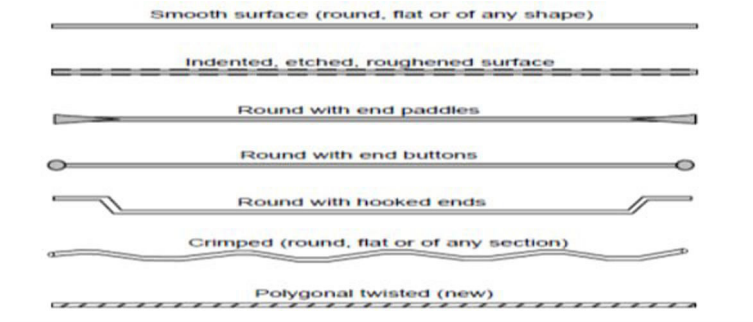 Smooth surface (round, flat or of any shape)
Indented, etched, roughened surface
Round with end paddles
Round with end buttons
Round with hooked ends
Crimped (round, flat or of any section)
Polygonal twisted (new)